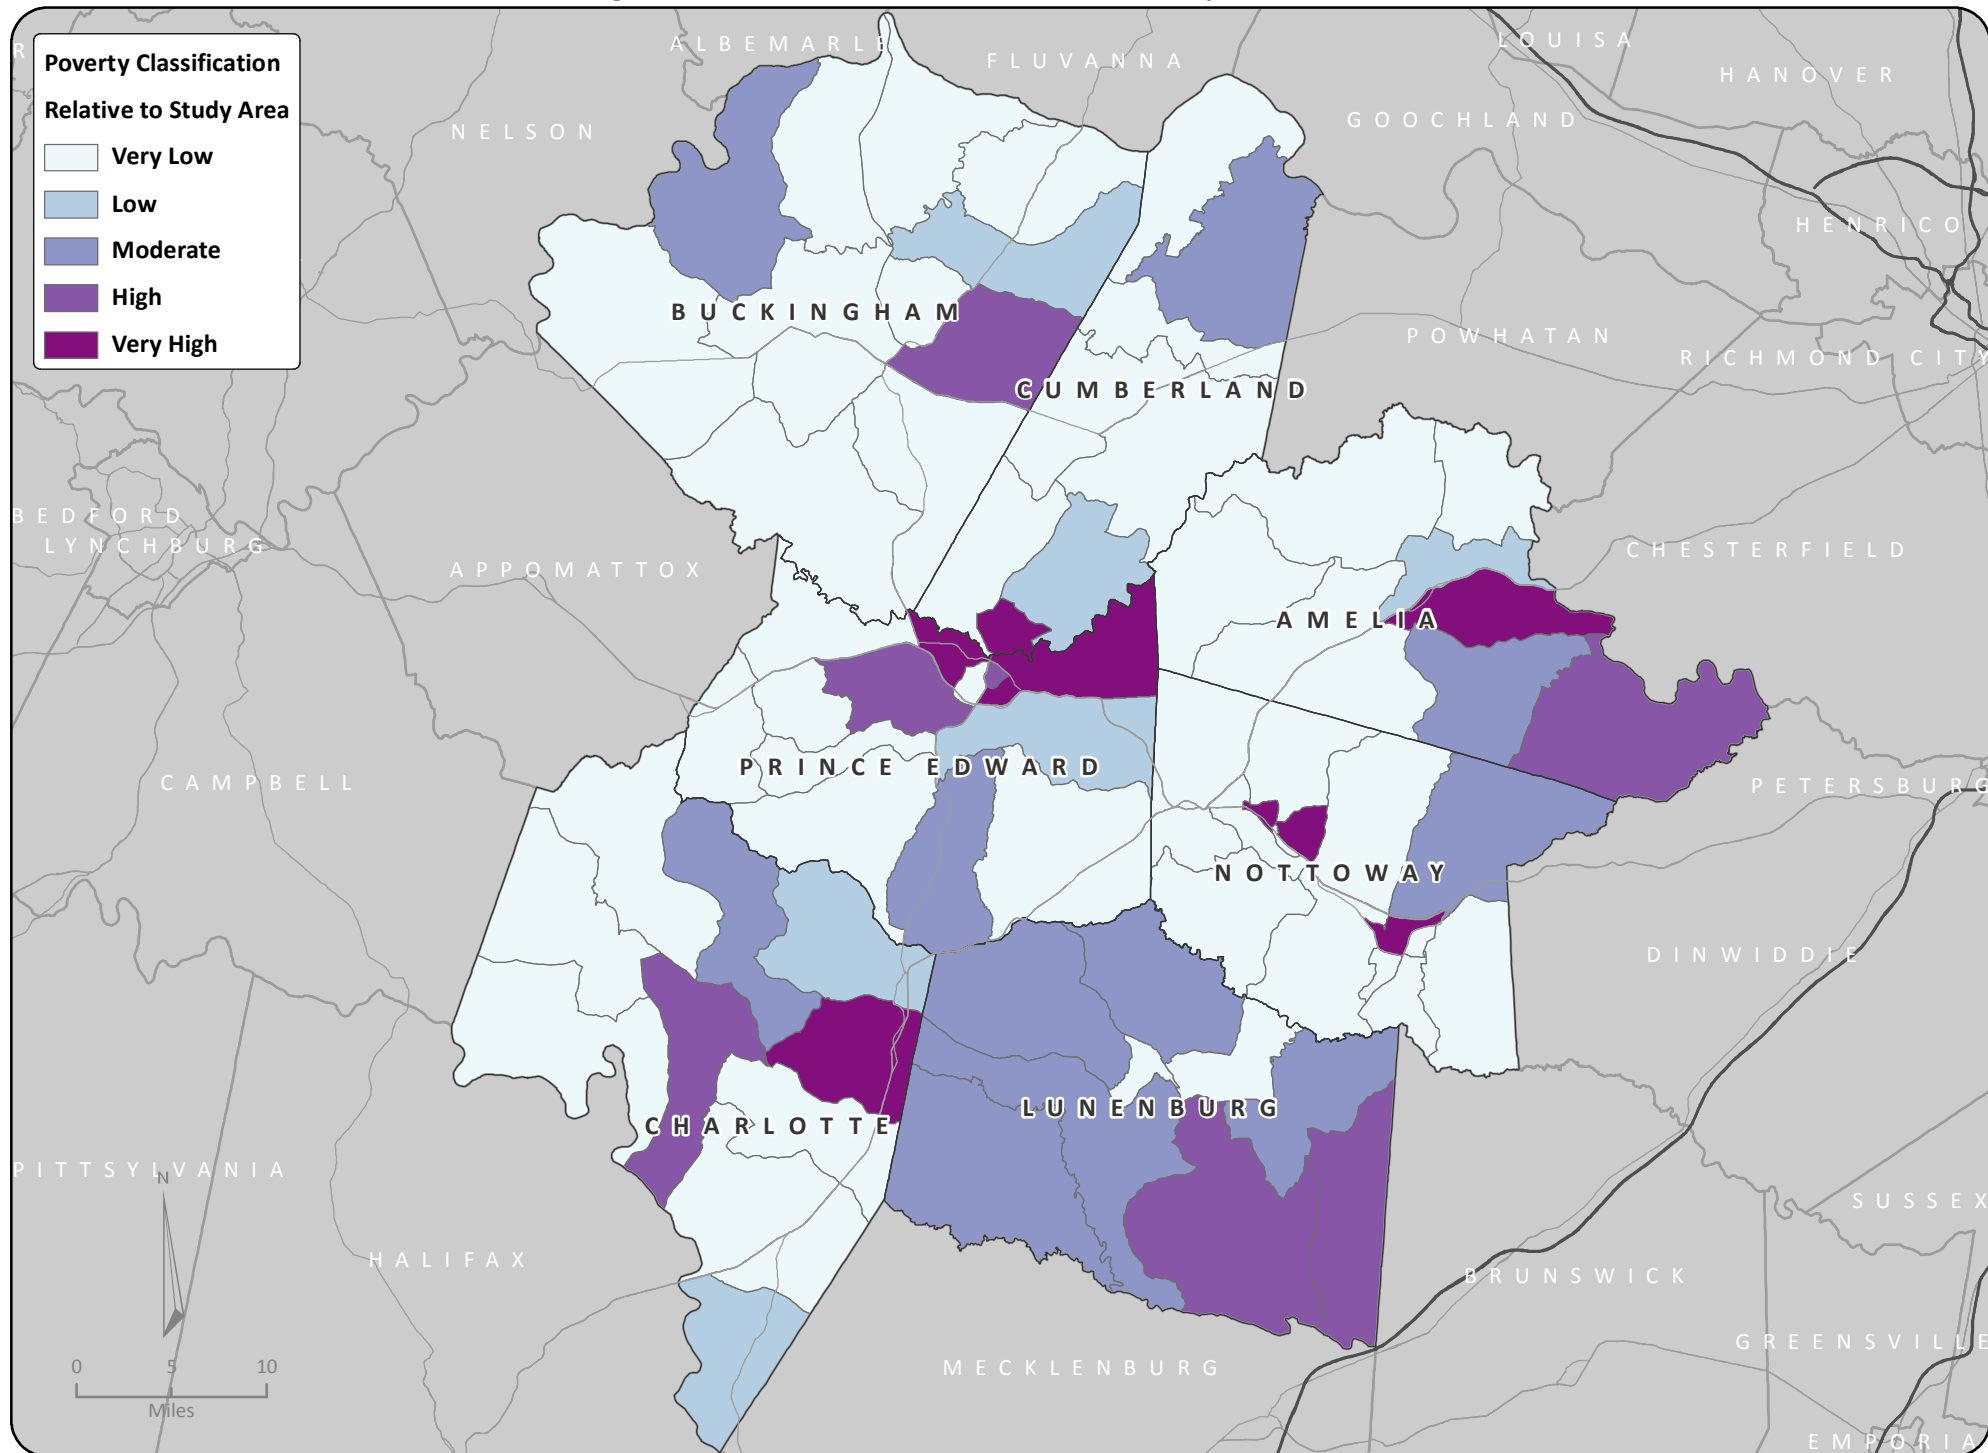 Poverty Classification
Relative to Study Area
Very Low
Low
Moderate
High
Very High
ALBEMARLE
FLUVANNA
LOUISA
HANOVER
NELSON
GOOCHLAND
HENRICO
BUCKINGHAM
POWHATAN
RICHMOND CITY
CUMBERLAND
BEDFORD
LYNCHBURG
APPOMATTOX
CHESTERFIELD
AMELIA
PRINCE EDWARD
CAMPBELL
PETERSBURG
NOTTOWAY
DINWIDDIE
LUNENBURG
CHARLOTTE
PITTSYLVANIA
N
SUSSEX
HALIFAX
BRUNSWICK
GREENSVILLE
MECKLENBURG
0 5 10
Miles
EMPORIA